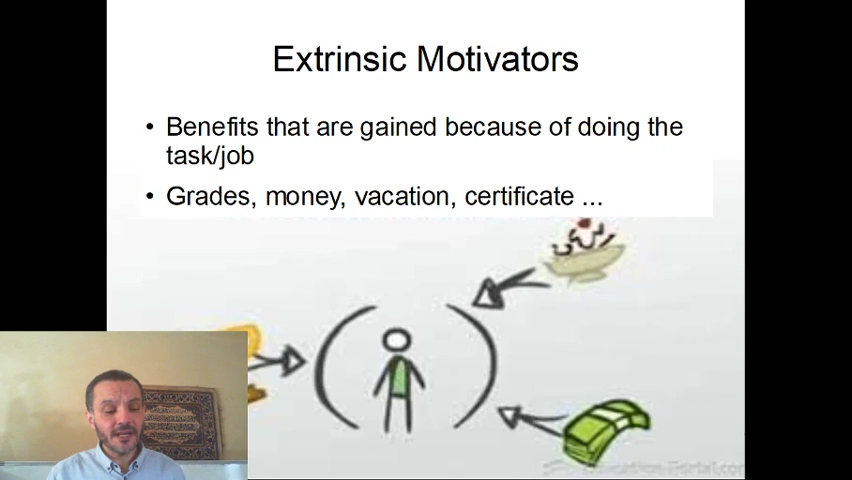 Extrinsic Motivators
• Benefits that are gained because of doing the
task/job
• Grades, money, vacation, certificate ...